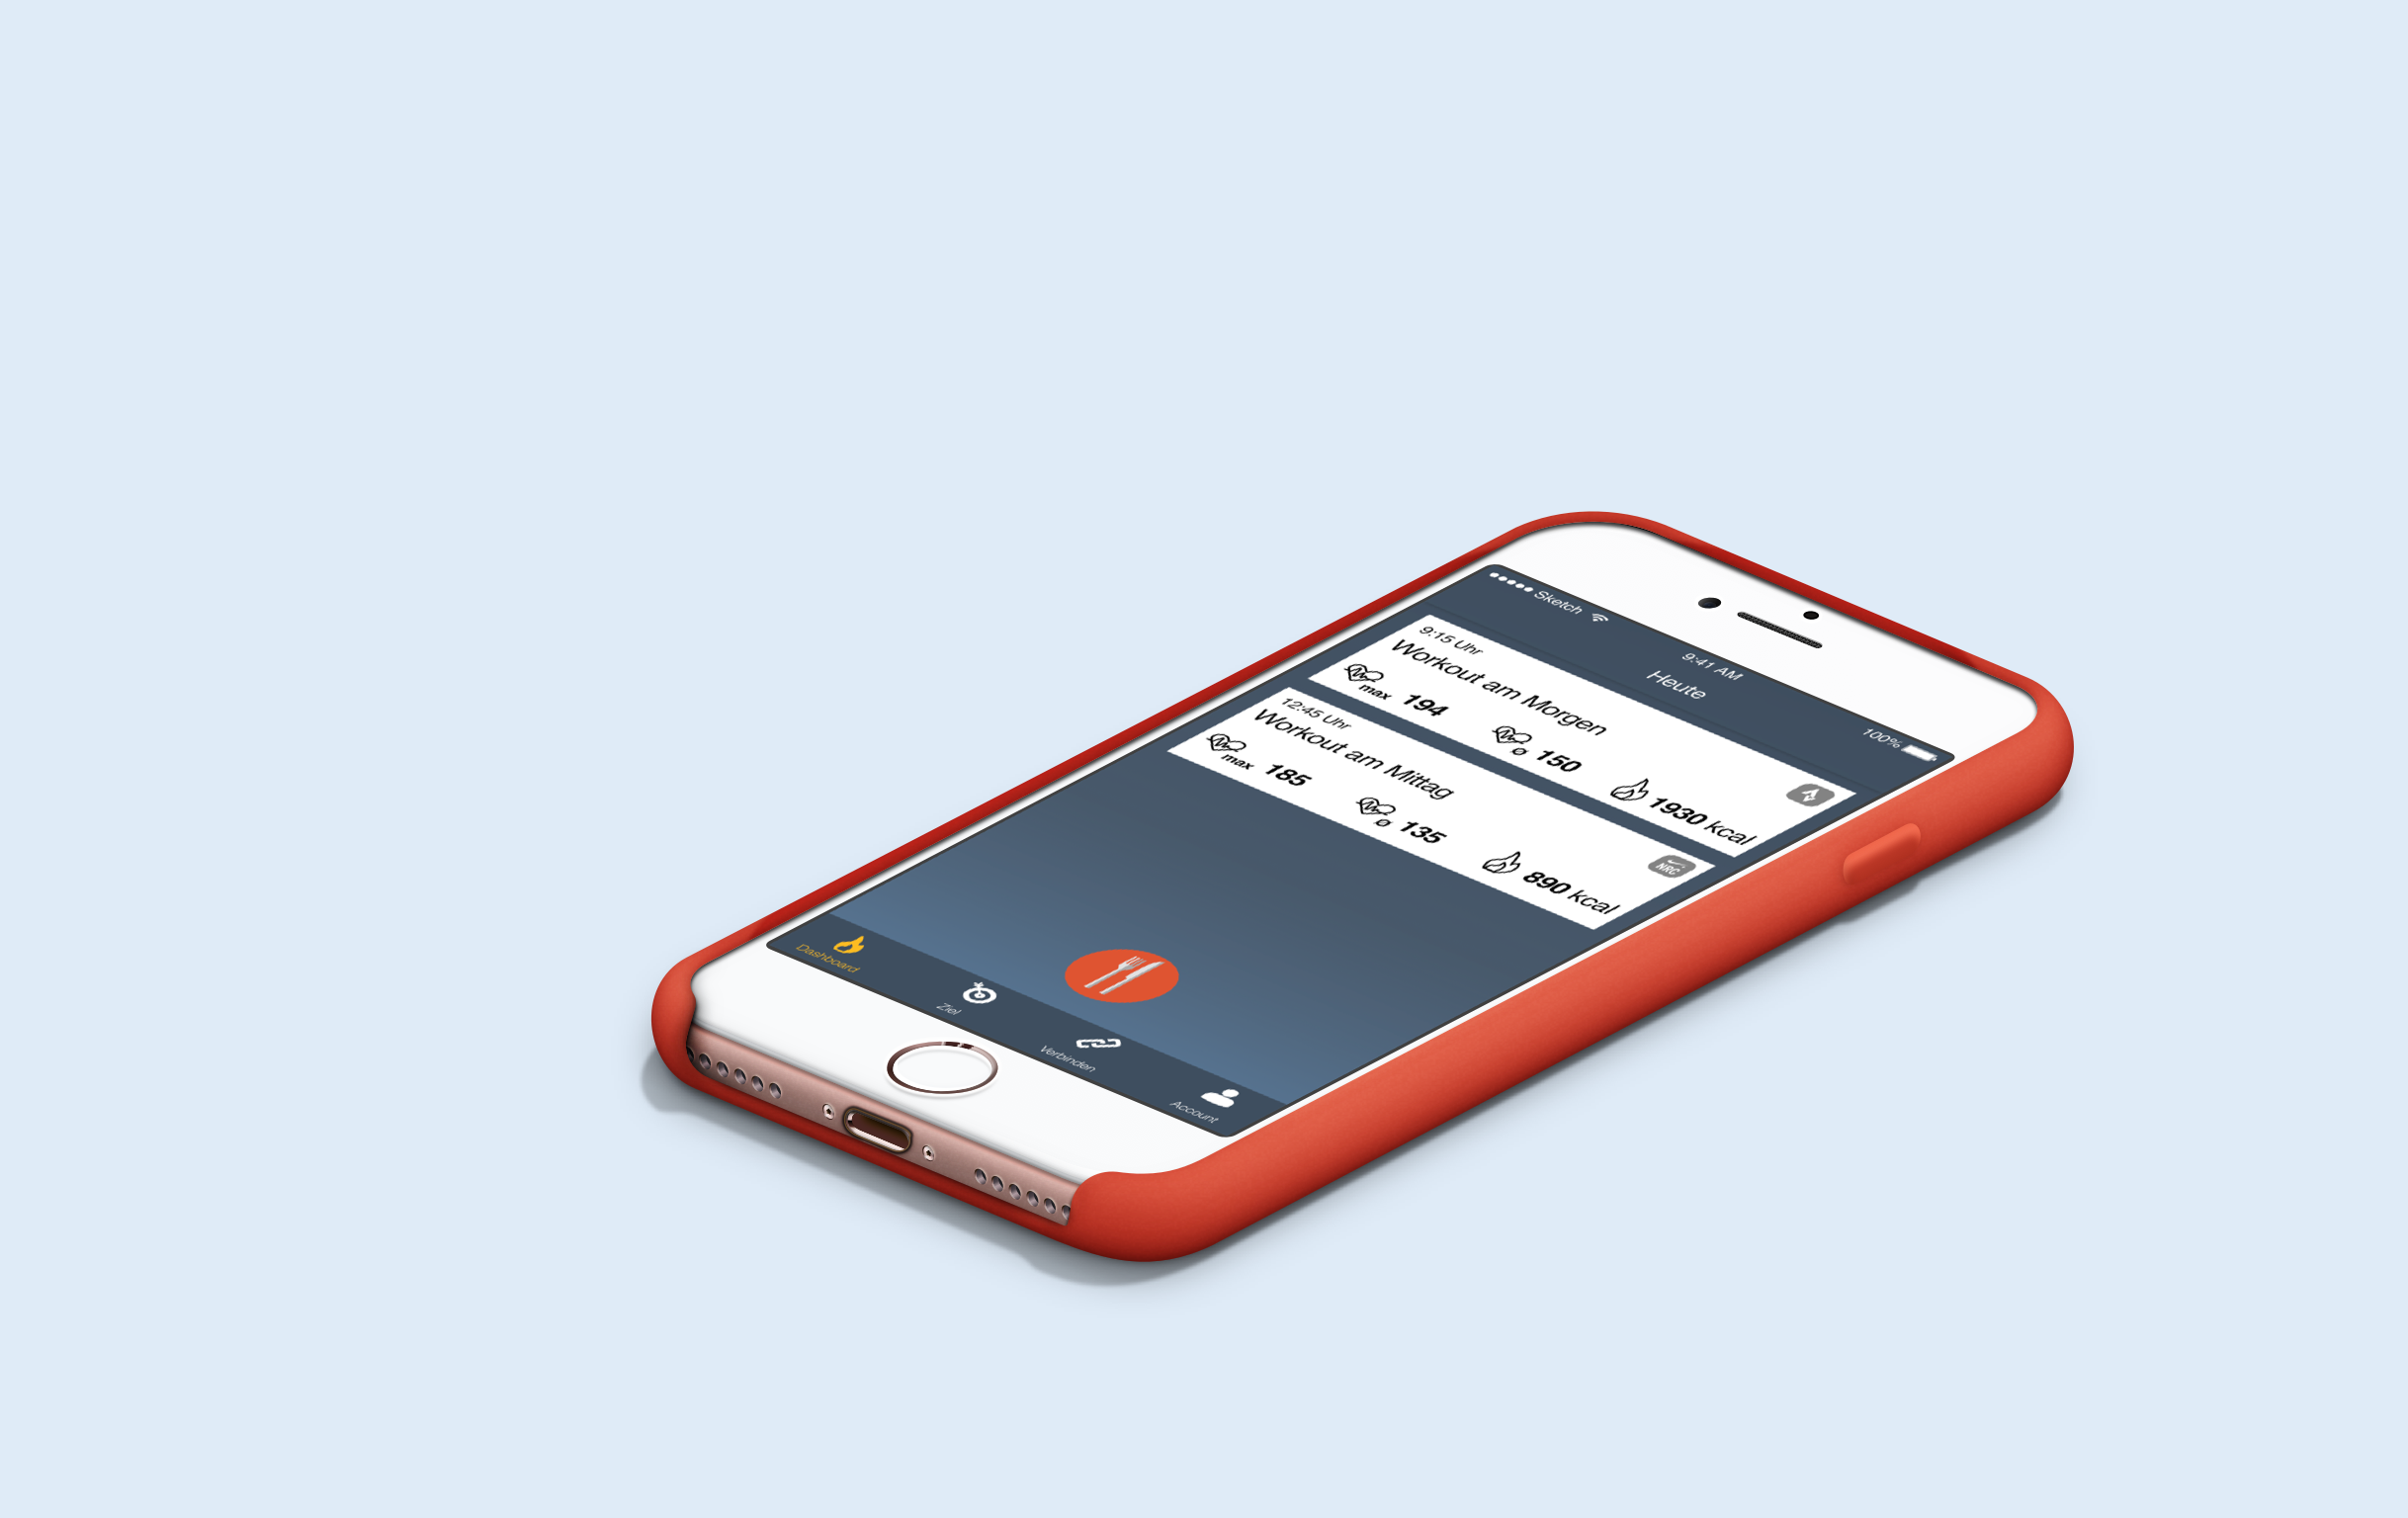 Sketch 9:41 AM 100%
Heute
9:15 Uhr
Workout am Morgen
max 194 ø 150 1930 kcal
12:45 Uhr
Workout am Mittag
max 185 ø 135 890 kcal
NRC
Dashboard Ziel Verbinden Account